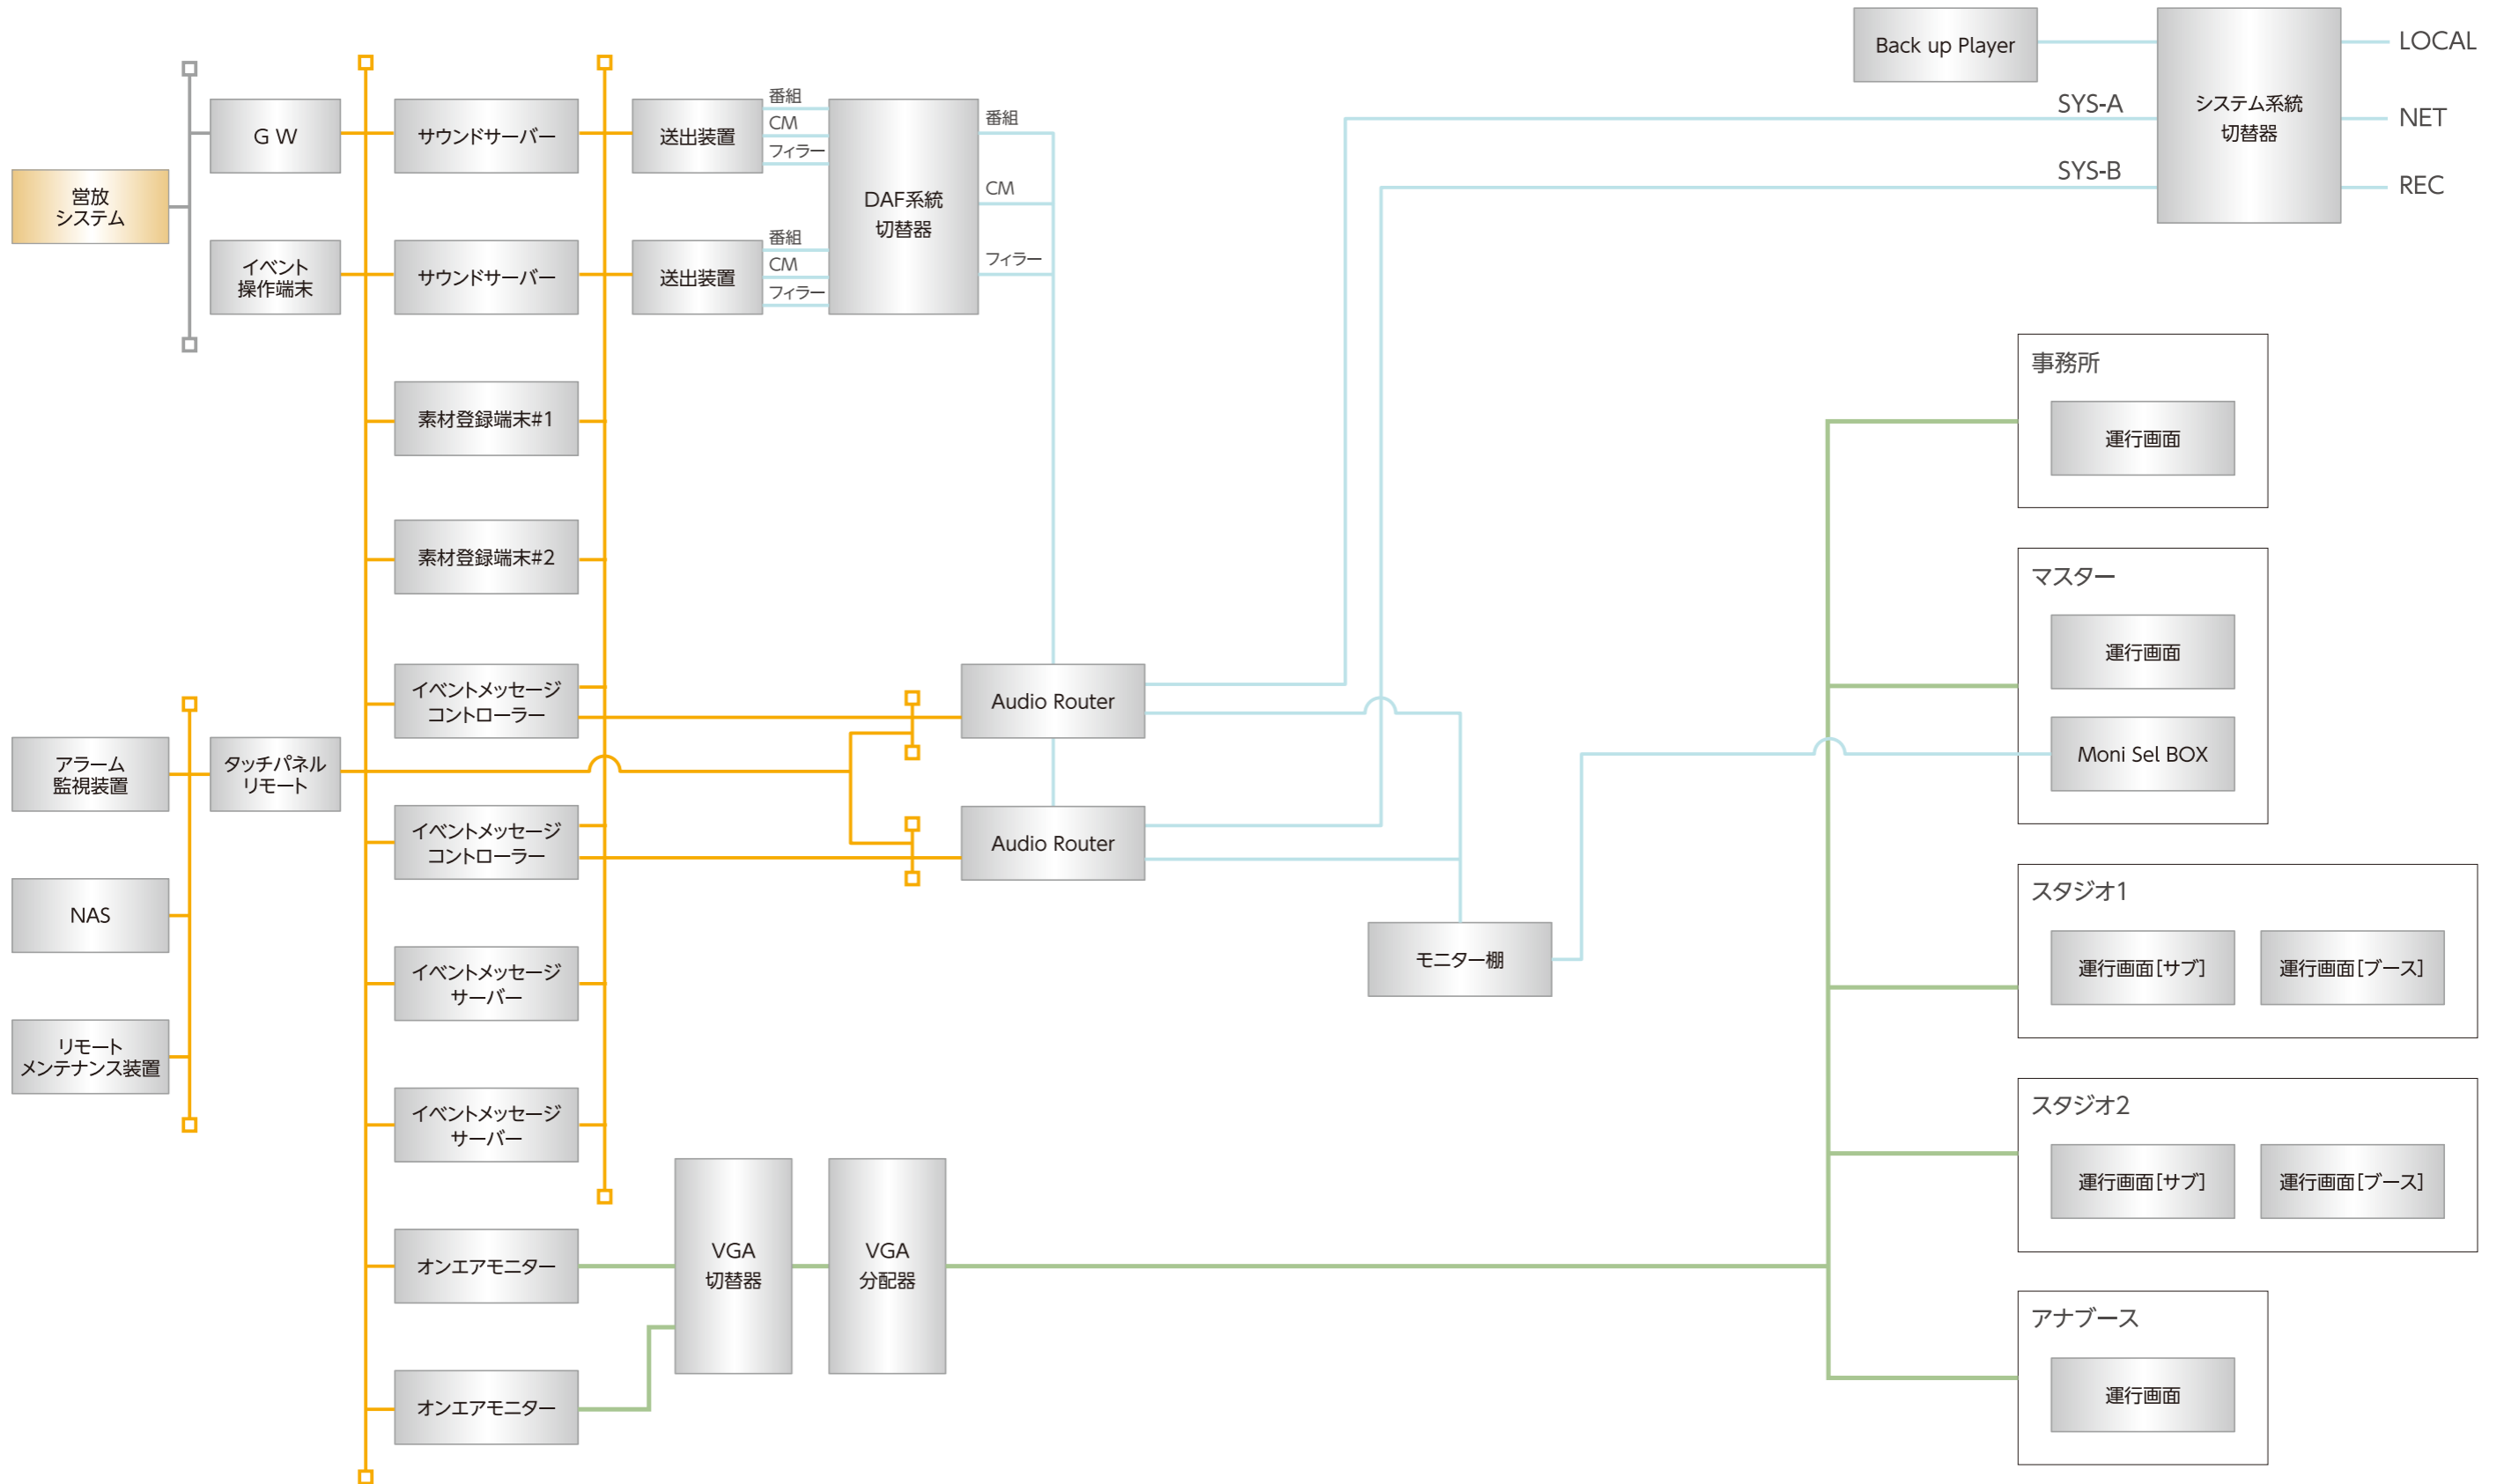 Back up Player
システム系統
切替器
LOCAL
NET
REC
SYS-A
SYS-B
営放
システム
G W
イベント
操作端末
サウンドサーバー
サウンドサーバー
送出装置
番組
CM
フィラー
送出装置
番組
CM
フィラー
DAF系統
切替器
番組
CM
フィラー
素材登録端末#1
素材登録端末#2
イベントメッセージ
コントローラー
イベントメッセージ
コントローラー
Audio Router
Audio Router
アラーム
監視装置
タッチパネル
リモート
NAS
リモート
メンテナンス装置
イベントメッセージ
サーバー
イベントメッセージ
サーバー
オンエアモニター
オンエアモニター
VGA
切替器
VGA
分配器
モニター棚
事務所
運行画面
マスター
運行画面
Moni Sel BOX
スタジオ1
運行画面[サブ]
運行画面[ブース]
スタジオ2
運行画面[サブ]
運行画面[ブース]
アナブース
運行画面